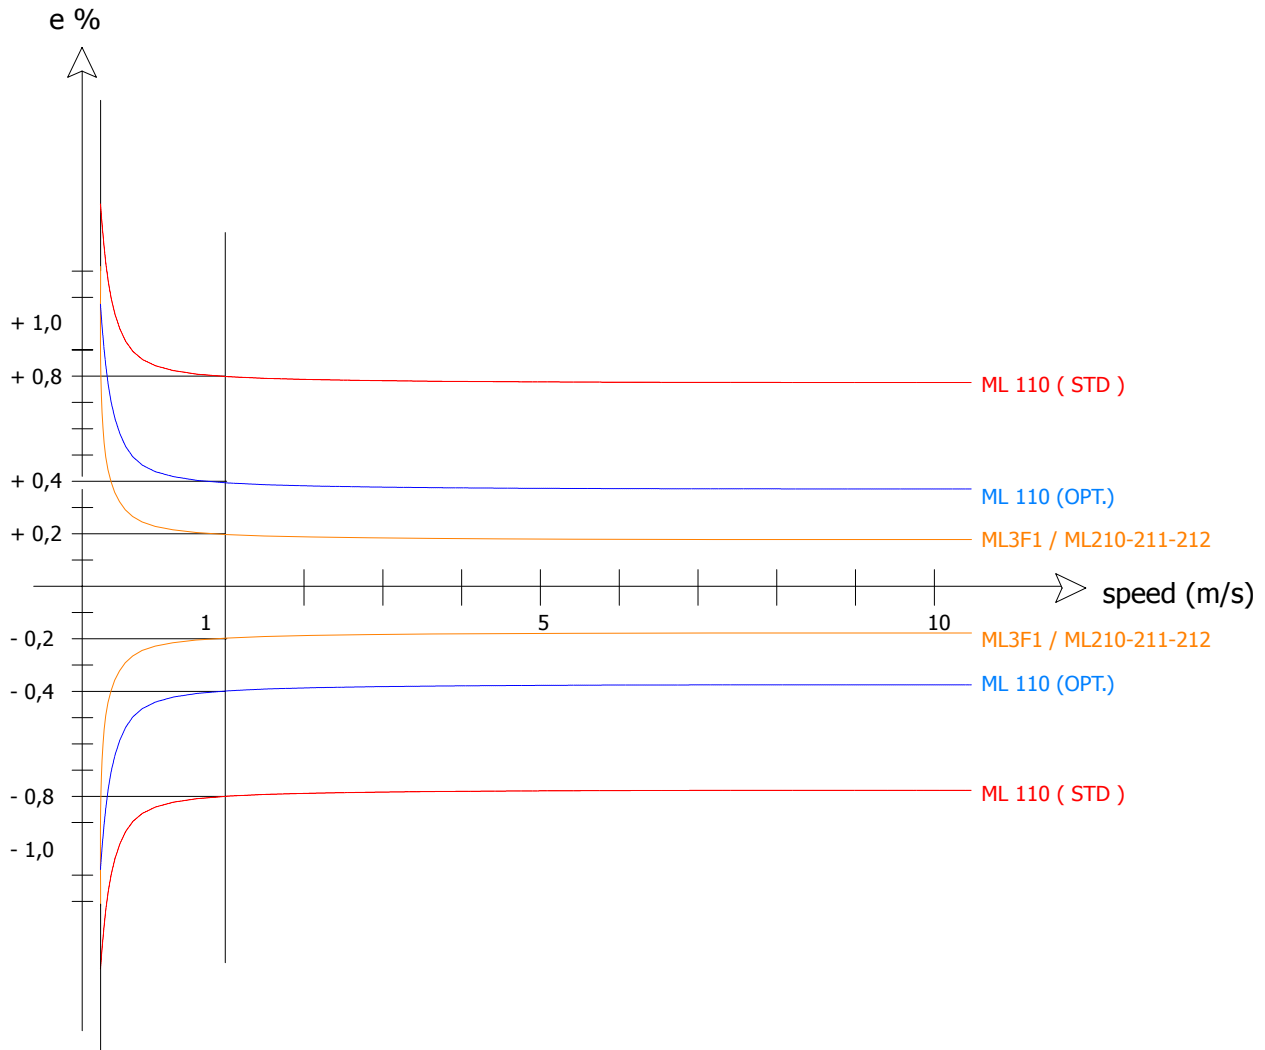 e %
+ 1,0
+ 0,8
ML 110 ( STD )
+ 0,4
ML 110 (OPT.)
+ 0,2
ML3F1 / ML210-211-212
speed (m/s)
1
5
10
- 0,2
ML3F1 / ML210-211-212
- 0,4
ML 110 (OPT.)
- 0,8
ML 110 ( STD )
- 1,0